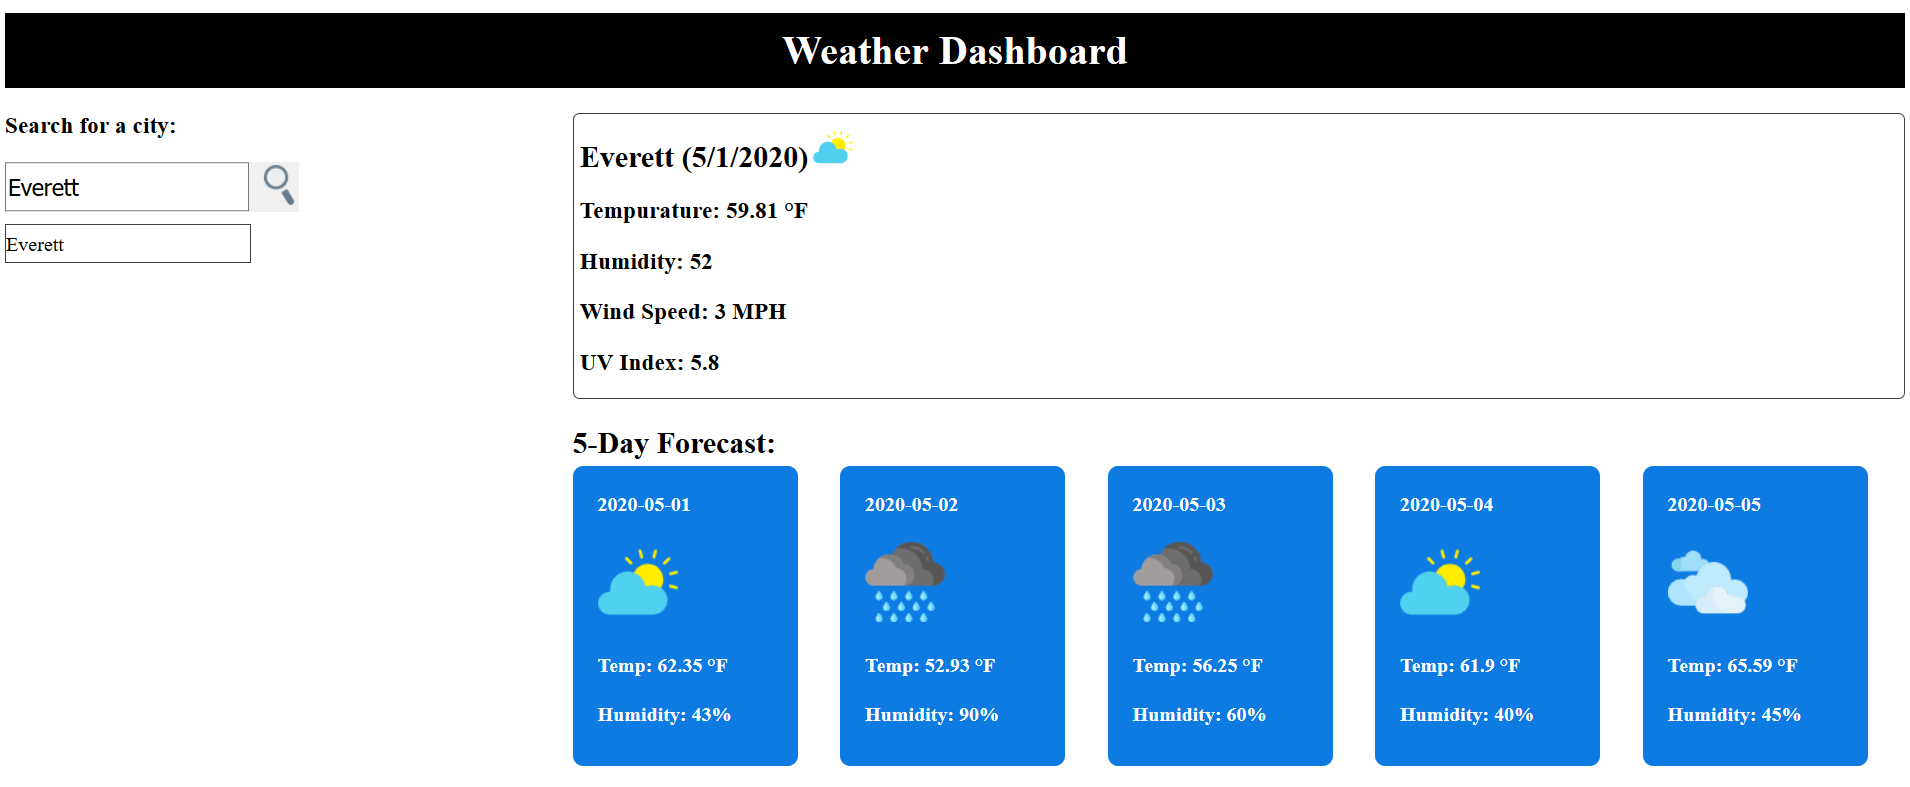 Weather Dashboard
Search for a city:
Everett
Everett
Everett (5/1/2020)
Tempurature: 59.81 °F
Humidity: 52
Wind Speed: 3 MPH
UV Index: 5.8
5-Day Forecast:
2020-05-01
Temp: 62.35 °F
Humidity: 43%
2020-05-02
Temp: 52.93 °F
Humidity: 90%
2020-05-03
Temp: 56.25 °F
Humidity: 60%
2020-05-04
Temp: 61.9 °F
Humidity: 40%
2020-05-05
Temp: 65.59 °F
Humidity: 45%